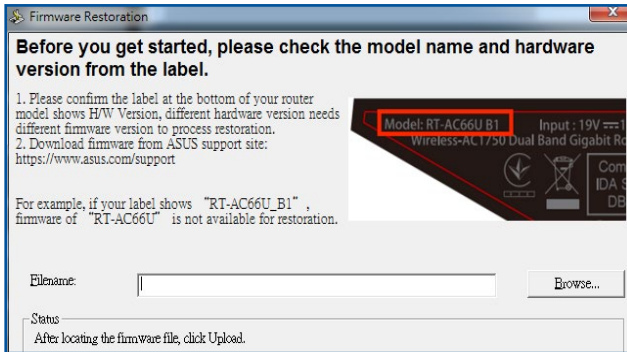 Firmware Restoration
Before you get started, please check the model name and hardware
version from the label.
1. Please confirm the label at the bottom of your router
model shows H/W Version, different hardware version needs
different firmware version to process restoration.
2. Download firmware from ASUS support site:
https://www.asus.com/support
For example, if your label shows “RT-AC66U_B1”,
firmware of “RT-AC66U” is not available for restoration.
Model: RT-AC66U B1 Input : 19V
Wireless-AC1750 Dual Band Gigabit
Com
IDA
DB
Filename:
Browse...
Status
After locating the firmware file, click Upload.